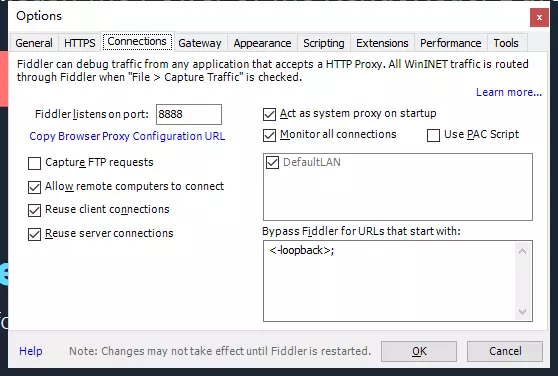 Options
x
General HTTPS Connections Gateway Appearance Scripting Extensions Performance Tools
Fiddler can debug traffic from any application that accepts a HTTP Proxy. All WinINET traffic is routed
through Fiddler when "File > Capture Traffic" is checked.
Learn more...
Fiddler listens on port: 8888
Copy Browser Proxy Configuration URL
Capture FTP requests
Allow remote computers to connect
Reuse client connections
Reuse server connections
Act as system proxy on startup
Monitor all connections Use PAC Script
DefaultLAN
Bypass Fiddler for URLs that start with:
<-loopback>;
Help Note: Changes may not take effect until Fiddler is restarted. OK Cancel